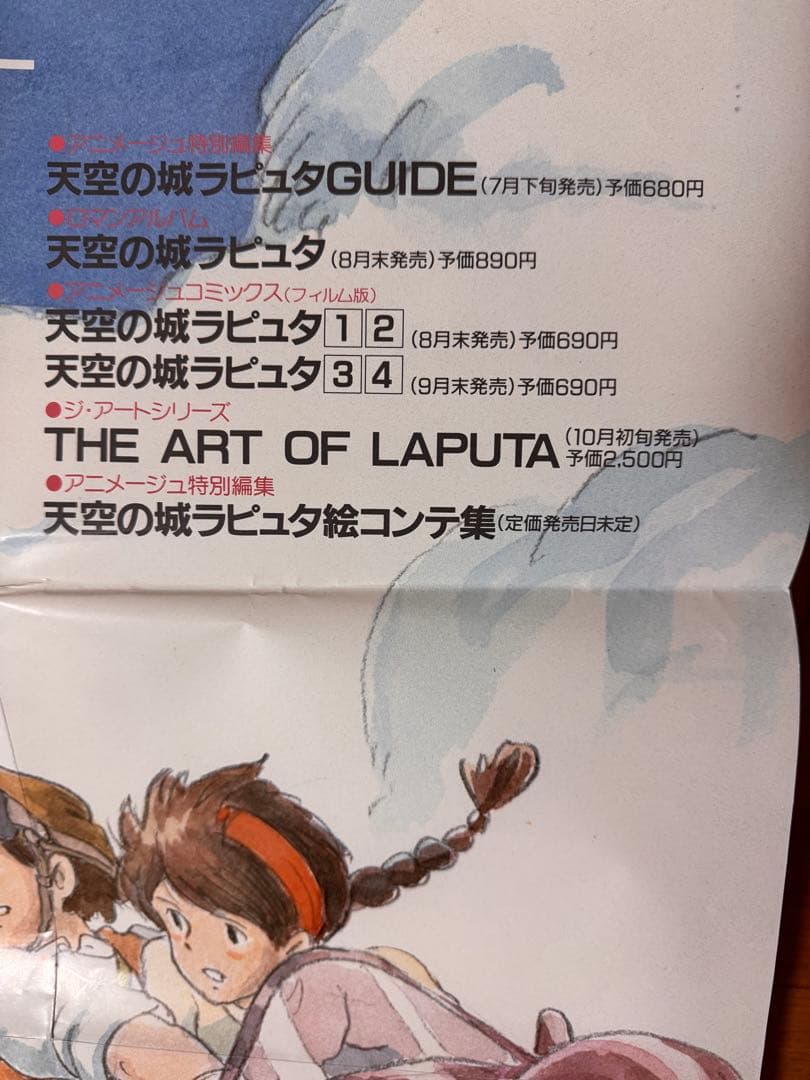 ●アニメージュ特別編集
天空の城ラピュタGUIDE(7月下旬発売)予価680円
●ロマンアルバム
天空の城ラピュタ(8月末発売)予価890円
●アニメージュコミックス(フィルム版)
天空の城ラピュタ12(8月末発売)予価690円
天空の城ラピュタ34(9月末発売)予価690円
●ジ・アートシリーズ
THE ART OF LAPUTA(10月初旬発売)
予価2,500円
●アニメージュ特別編集
天空の城ラピュタ絵コンテ集(定価発売日未定)